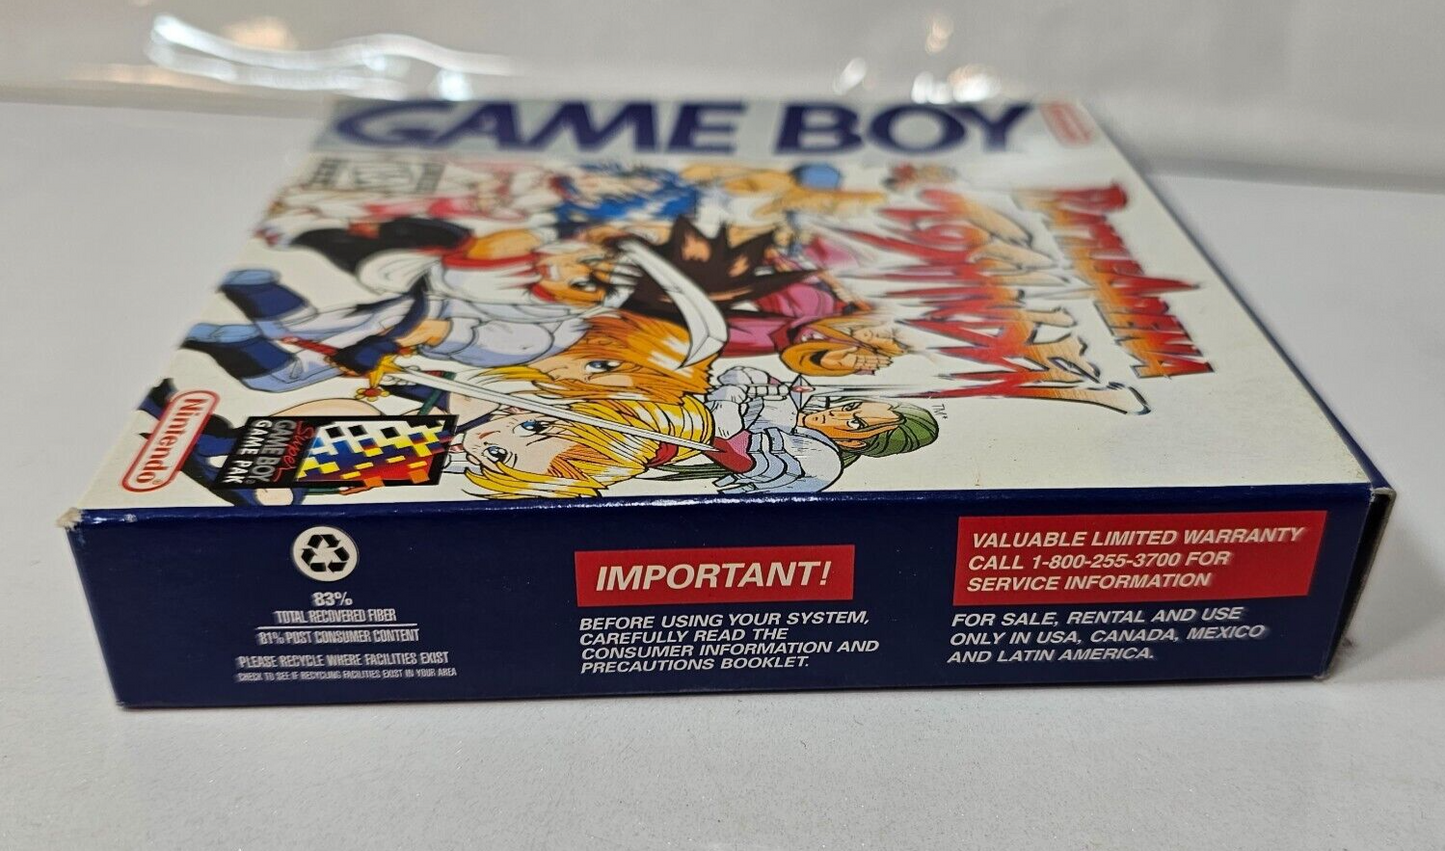 GAME BOY
Nintendo
BATTLE ARENA
TOSHINDEN
Nintendo®
Super
GAME BOY®
GAME PAK
TM
83%
TOTAL RECOVERED FIBER
81% POST CONSUMER CONTENT
PLEASE RECYCLE WHERE FACILITIES EXIST
CHECK TO SEE IF RECYCLING FACILITIES EXIST IN YOUR AREA
IMPORTANT!
BEFORE USING YOUR SYSTEM,
CAREFULLY READ THE
CONSUMER INFORMATION AND
PRECAUTIONS BOOKLET.
VALUABLE LIMITED WARRANTY
CALL 1-800-255-3700 FOR
SERVICE INFORMATION
FOR SALE, RENTAL AND USE
ONLY IN USA, CANADA, MEXICO
AND LATIN AMERICA.